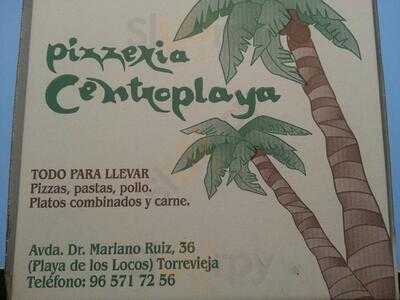 pizzeria
Centroplaya
TODO PARA LLEVAR
Pizzas, pastas, pollo.
Platos combinados y carne.
Avda. Dr. Mariano Ruiz, 36
(Playa de los Locos) Torrevieja
Teléfono: 96 571 72 56